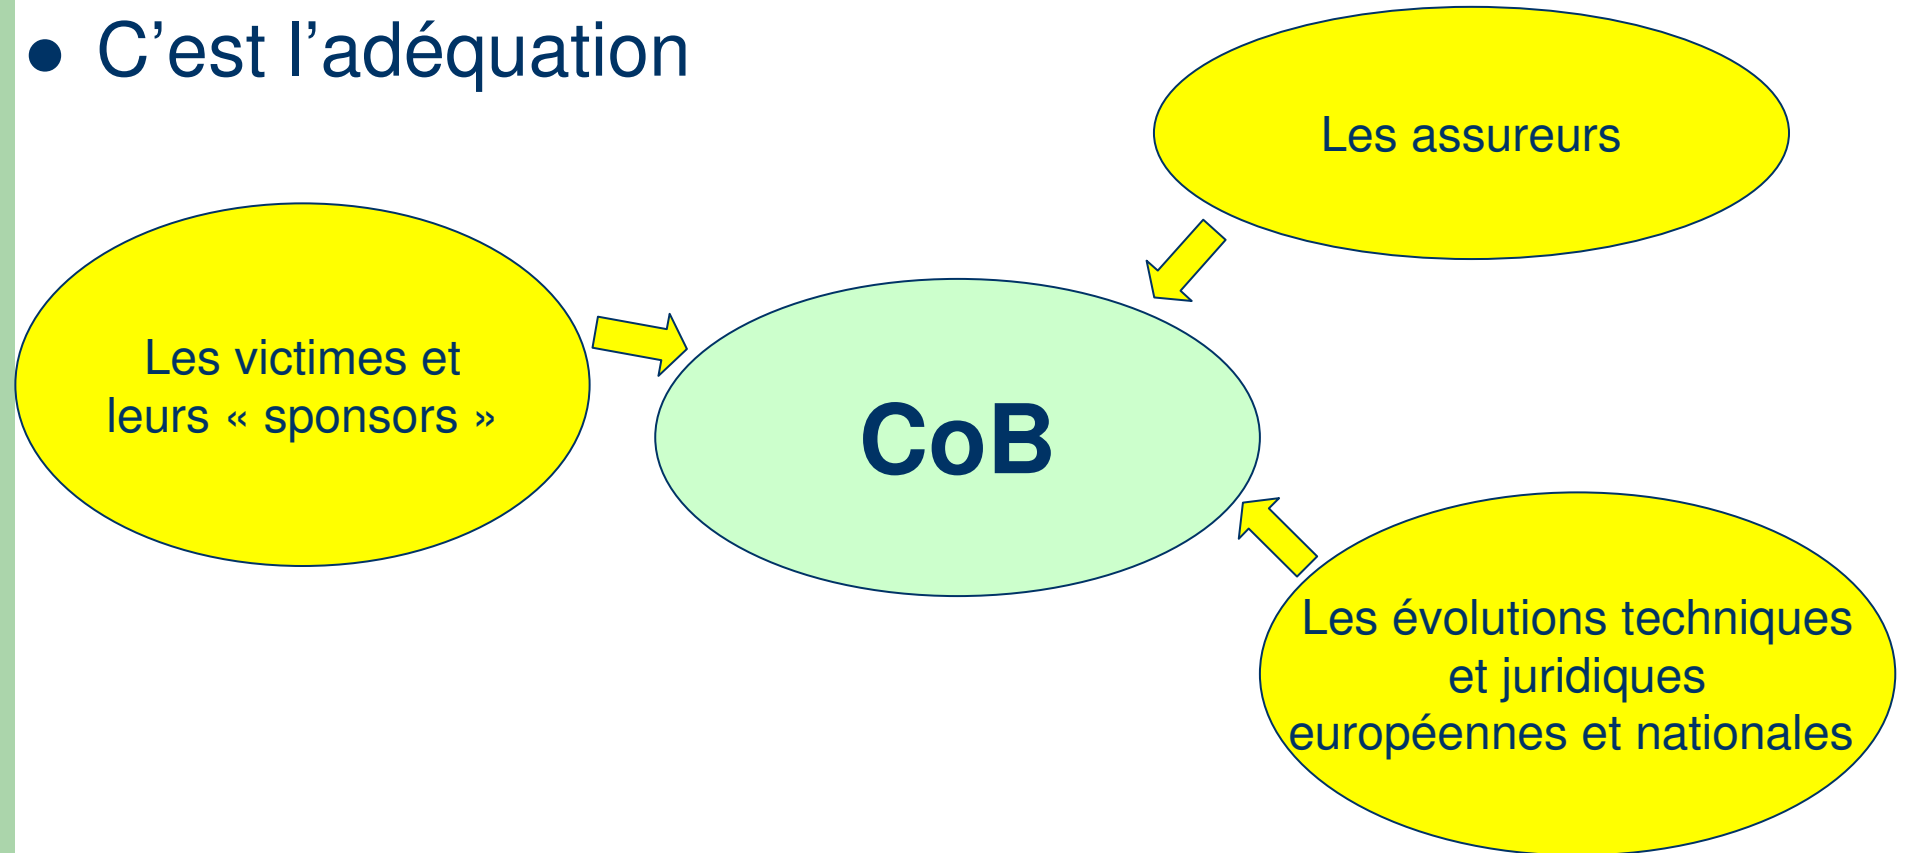 ● C’est l’adéquation
Les assureurs
Les victimes et
leurs « sponsors »
CoB
Les évolutions techniques
et juridiques
européennes et nationales